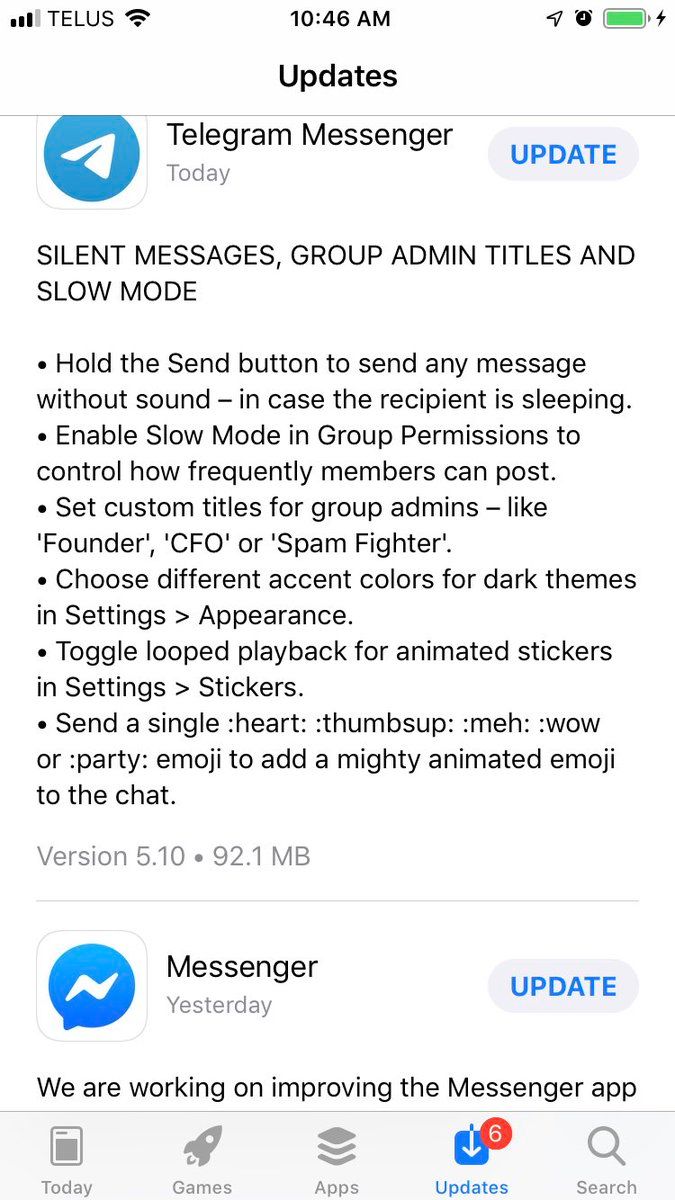 TELUS 10:46 AM
Updates
Telegram Messenger
Today
UPDATE
SILENT MESSAGES, GROUP ADMIN TITLES AND
SLOW MODE
• Hold the Send button to send any message
without sound – in case the recipient is sleeping.
• Enable Slow Mode in Group Permissions to
control how frequently members can post.
• Set custom titles for group admins – like
'Founder', 'CFO' or 'Spam Fighter'.
• Choose different accent colors for dark themes
in Settings > Appearance.
• Toggle looped playback for animated stickers
in Settings > Stickers.
• Send a single :heart: :thumbsup: :meh: :wow
or :party: emoji to add a mighty animated emoji
to the chat.
Version 5.10 • 92.1 MB
Messenger
Yesterday
UPDATE
We are working on improving the Messenger app
6
Today Games Apps Updates Search